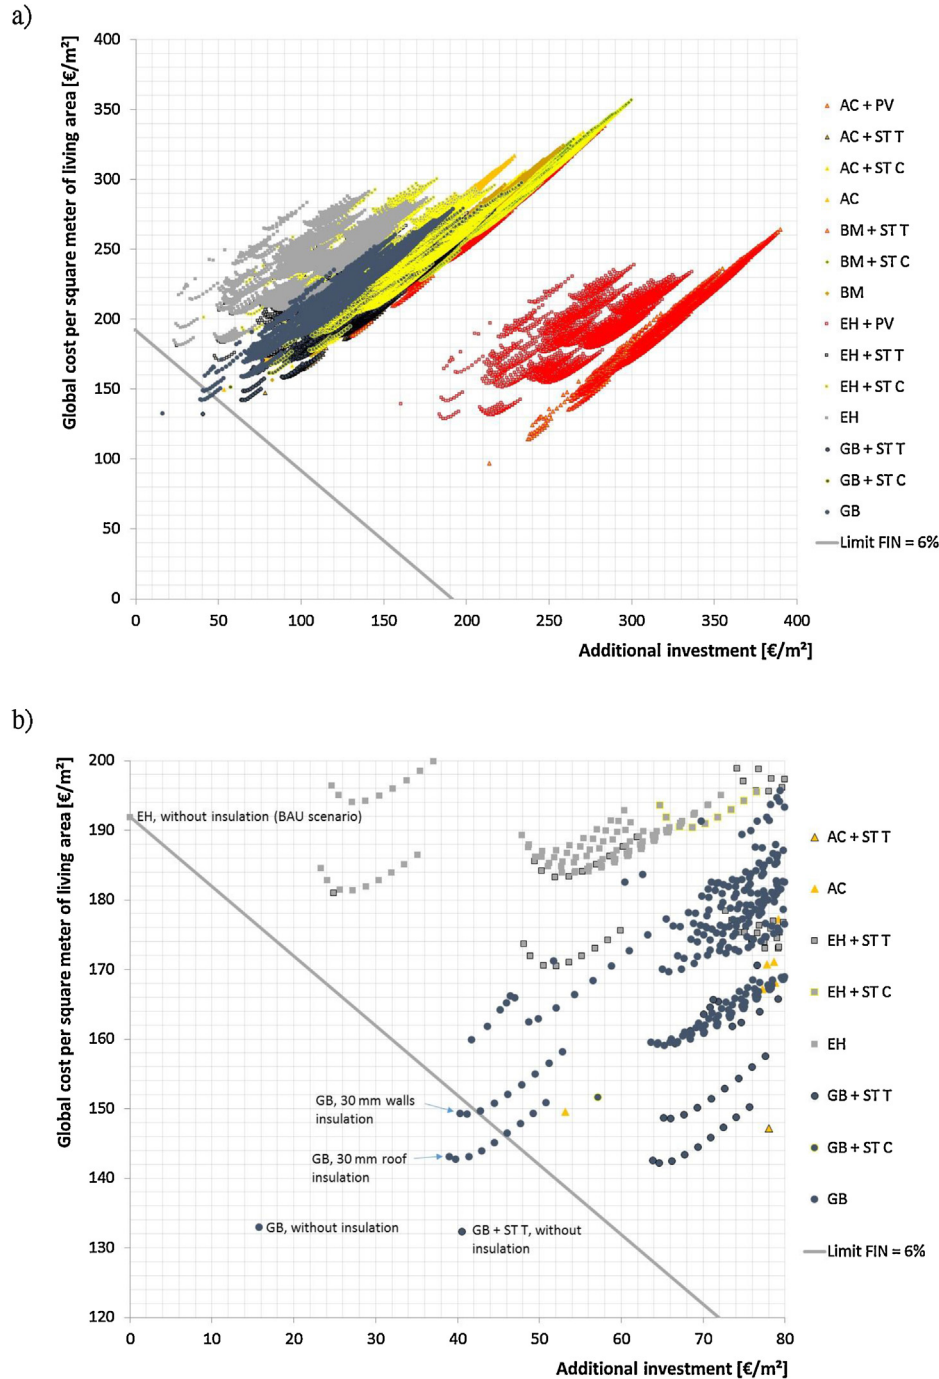 a)
Global cost per square meter of living area [€/m²]
400
350
300
250
200
150
100
50
0
0 50 100 150 200 250 300 350 400
Additional investment [€/m²]
AC + PV
AC + ST T
AC + ST C
AC
BM + ST T
BM + ST C
BM
EH + PV
EH + ST T
EH + ST C
EH
GB + ST T
GB + ST C
GB
Limit FIN = 6%
b)
Global cost per square meter of living area [€/m²]
200
190
180
170
160
150
140
130
120
0 10 20 30 40 50 60 70 80
Additional investment [€/m²]
EH, without insulation (BAU scenario)
GB, 30 mm walls
insulation
GB, 30 mm roof
insulation
GB, without insulation
GB + ST T, without
insulation
AC + ST T
AC
EH + ST T
EH + ST C
EH
GB + ST T
GB + ST C
GB
Limit FIN = 6%